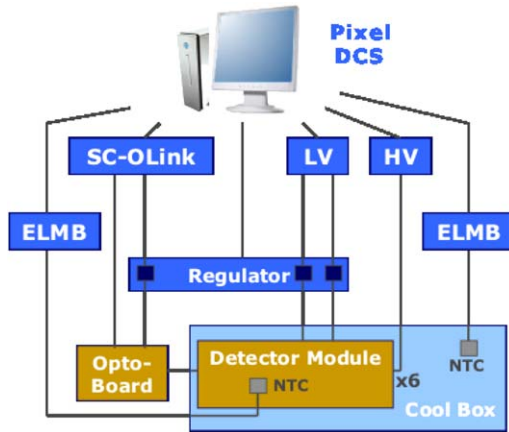 Pixel
DCS
SC-OLink
LV
HV
ELMB
ELMB
Regulator
Opto-
Board
Detector Module
NTC
x6
NTC
Cool Box